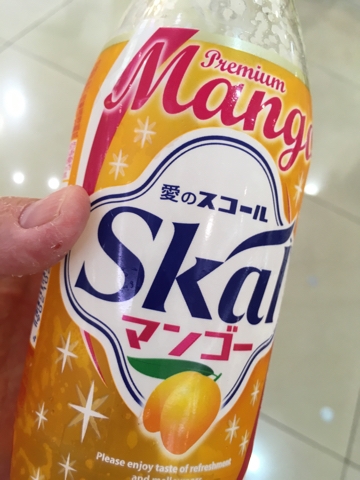 Premium
Mango
愛のスコール
Skal
マンゴー
Please enjoy taste of refreshment